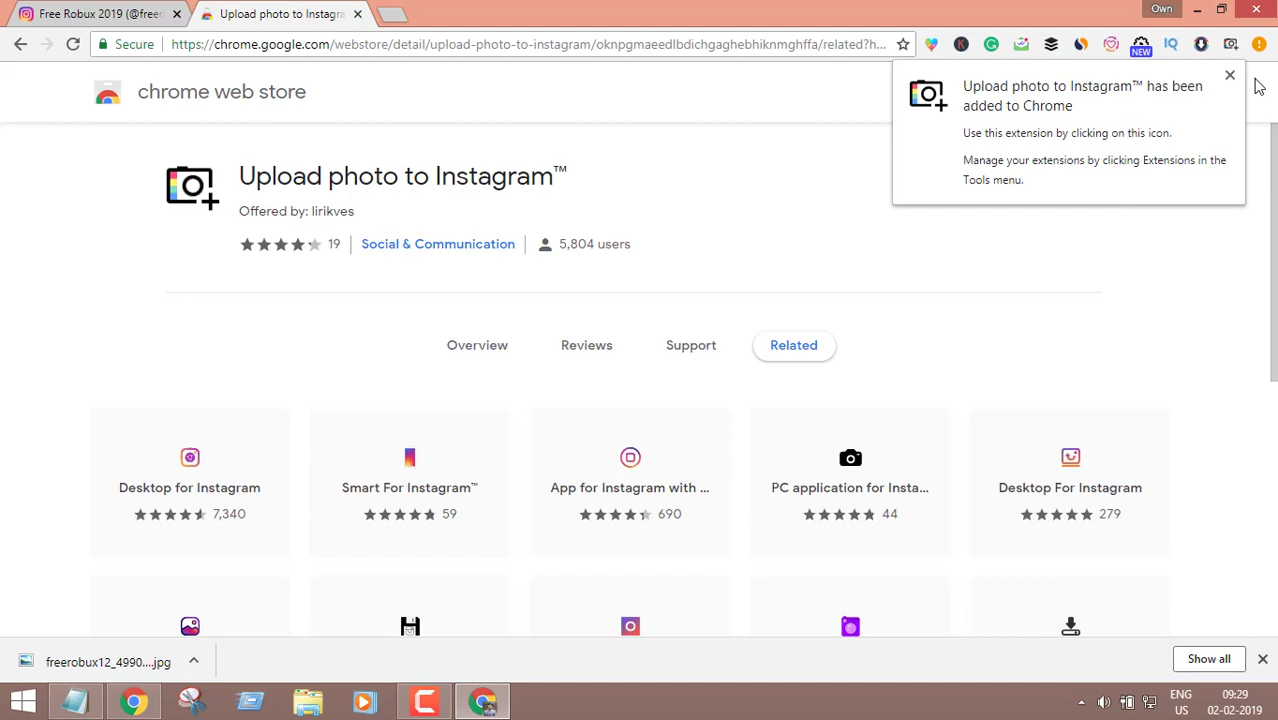 Free Robux 2019 (@free
Upload photo to Instagra
Own
Secure
https://chrome.google.com/webstore/detail/upload-photo-to-instagram/oknpgmaeedlbdichgaghebhiknmghffa/related?h...
NEW
IQ
chrome web store
Upload photo to Instagram™ has been
added to Chrome
Use this extension by clicking on this icon.
Manage your extensions by clicking Extensions in the
Tools menu.
Upload photo to Instagram™
Offered by: lirikves
19
Social & Communication
5,804 users
Overview
Reviews
Support
Related
Desktop for Instagram
7,340
Smart For Instagram™
59
App for Instagram with ...
690
PC application for Insta...
44
Desktop For Instagram
279
freerobux12_4990....jpg
Show all
ENG
US
09:29
02-02-2019